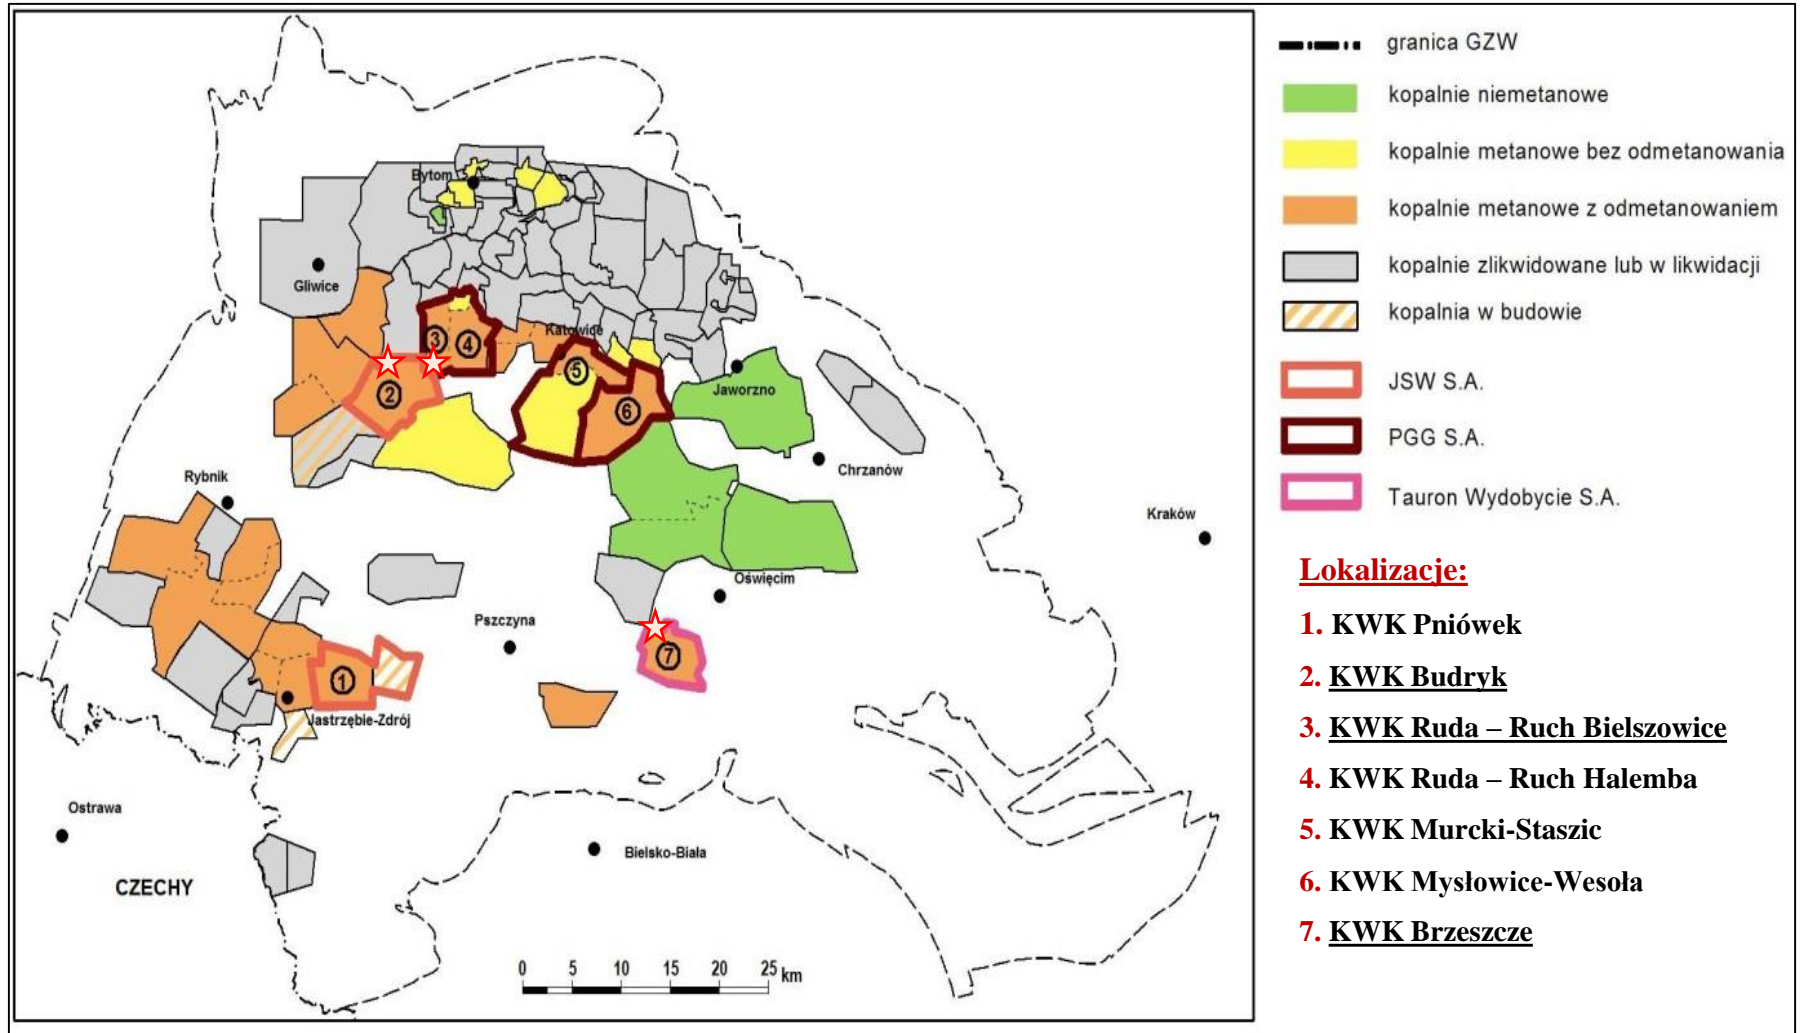 granica GZW
kopalnie niemetanowe
kopalnie metanowe bez odmetanowania
kopalnie metanowe z odmetanowaniem
kopalnie zlikwidowane lub w likwidacji
kopalnia w budowie
JSW S.A.
PGG S.A.
Tauron Wydobycie S.A.
Lokalizacje:
1. KWK Pniówek
2. KWK Budryk
3. KWK Ruda – Ruch Bielszowice
4. KWK Ruda – Ruch Halemba
5. KWK Murcki-Staszic
6. KWK Mysłowice-Wesoła
7. KWK Brzeszcze
Bytom
Gliwice
Katowice
3
4
5
2
6
Jaworzno
Chrzanów
Rybnik
Kraków
Oświęcim
Pszczyna
7
1
Jastrzębie-Zdrój
Ostrawa
Bielsko-Biała
CZECHY
0 5 10 15 20 25 km